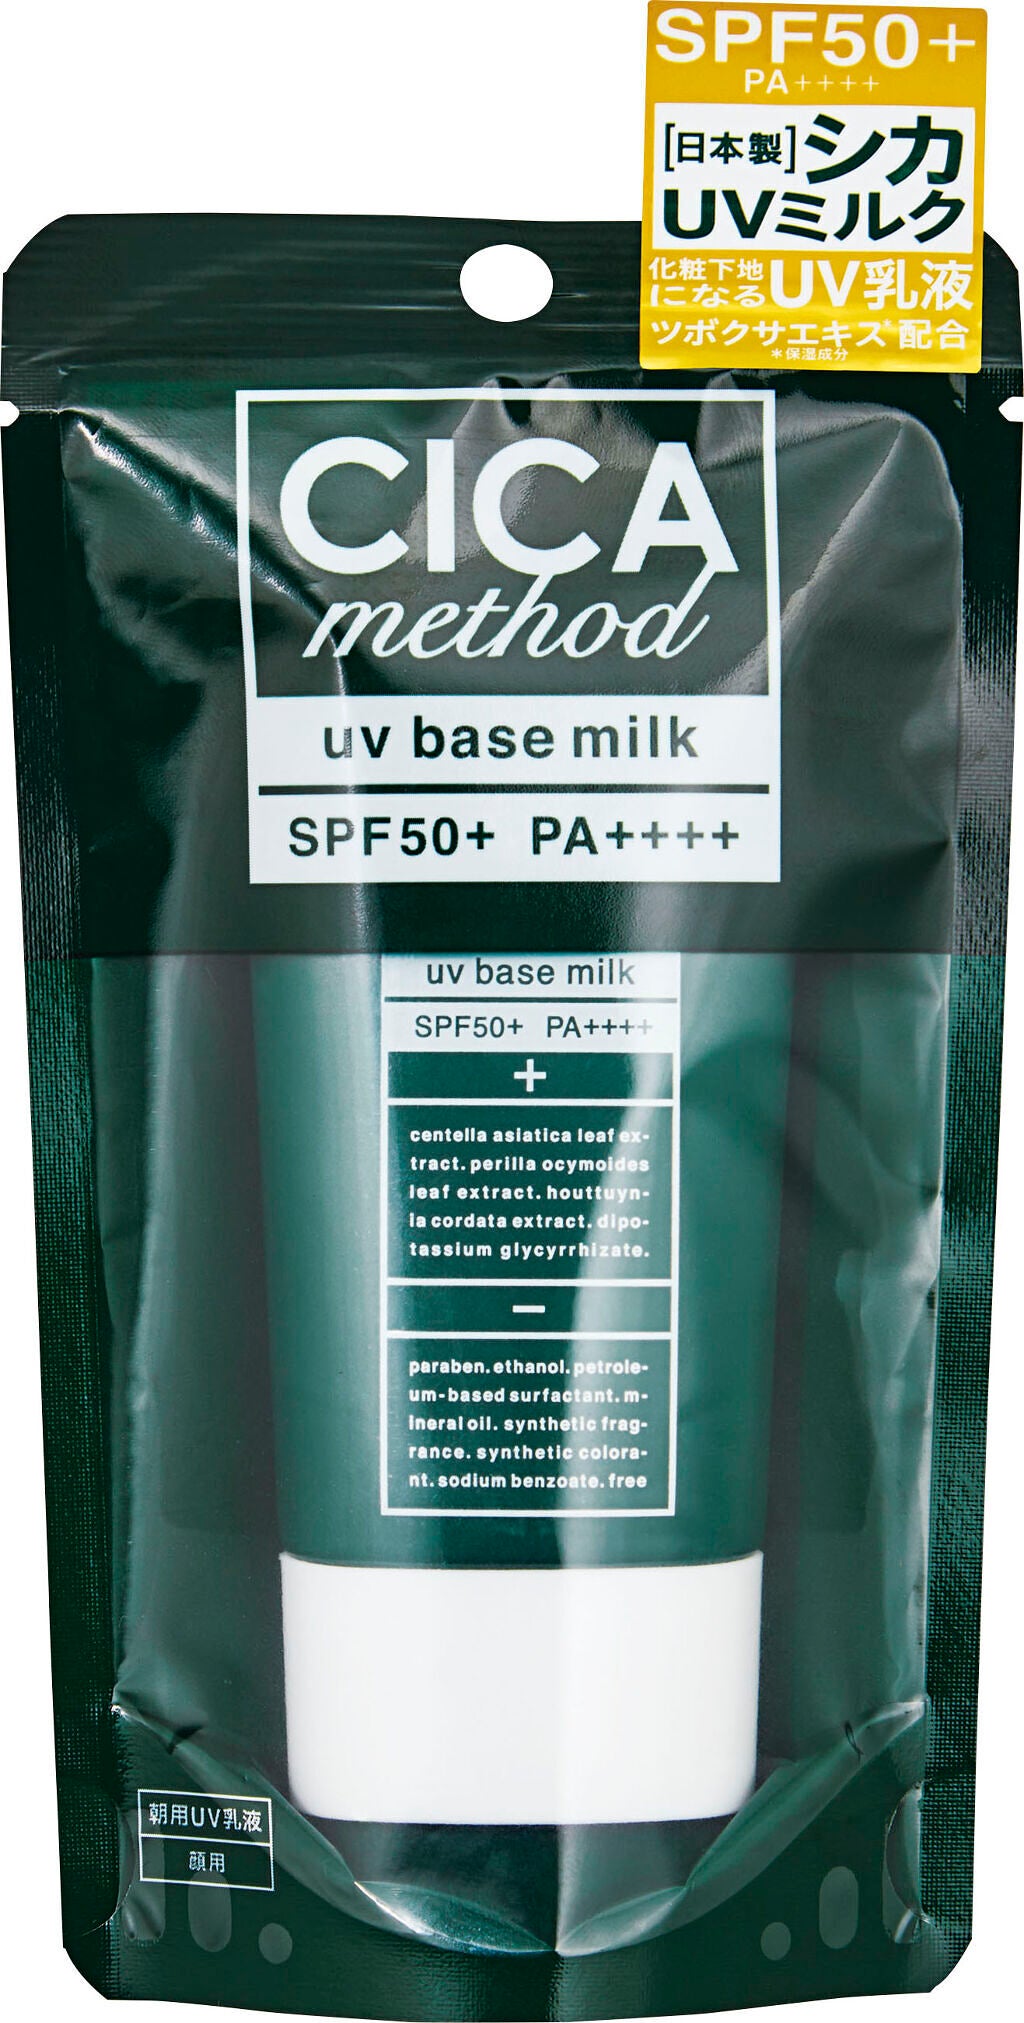 SPF50+
PA++++
[日本製]シカ
UVミルク
化粧下地
になるUV乳液
ツボクサエキス*配合
*保湿成分
CICA
method
uv base milk
SPF50+ PA++++
uv base milk
SPF50+ PA++++
+
centella asiatica leaf ex-
tract. perilla ocymoides
leaf extract. houttuyn-
ia cordata extract. dipo-
tassium glycyrrhizate.
−
paraben. ethanol. petrole-
um-based surfactant. m-
ineral oil. synthetic frag-
rance. synthetic colora-
nt. sodium benzoate. free
朝用UV乳液
顔用